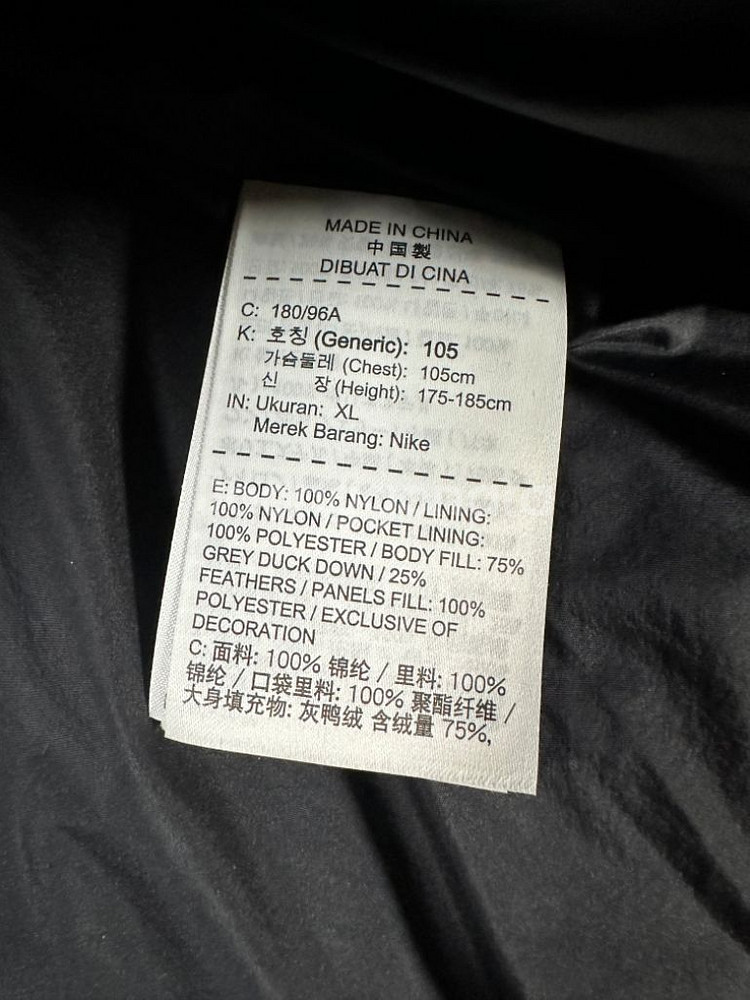 MADE IN CHINA
中国製
DIBUAT DI CINA
C: 180/96A
K: 호칭 (Generic): 105
가슴둘레 (Chest): 105cm
신 장 (Height): 175-185cm
IN: Ukuran: XL
Merek Barang: Nike
E: BODY: 100% NYLON / LINING:
100% NYLON / POCKET LINING:
100% POLYESTER / BODY FILL: 75%
GREY DUCK DOWN / 25%
FEATHERS / PANELS FILL: 100%
POLYESTER / EXCLUSIVE OF
DECORATION
C: 面料: 100% 锦纶 / 里料: 100%
锦纶 / 口袋里料: 100% 聚酯纤维 /
大身填充物: 灰鸭绒 含绒量 75%,